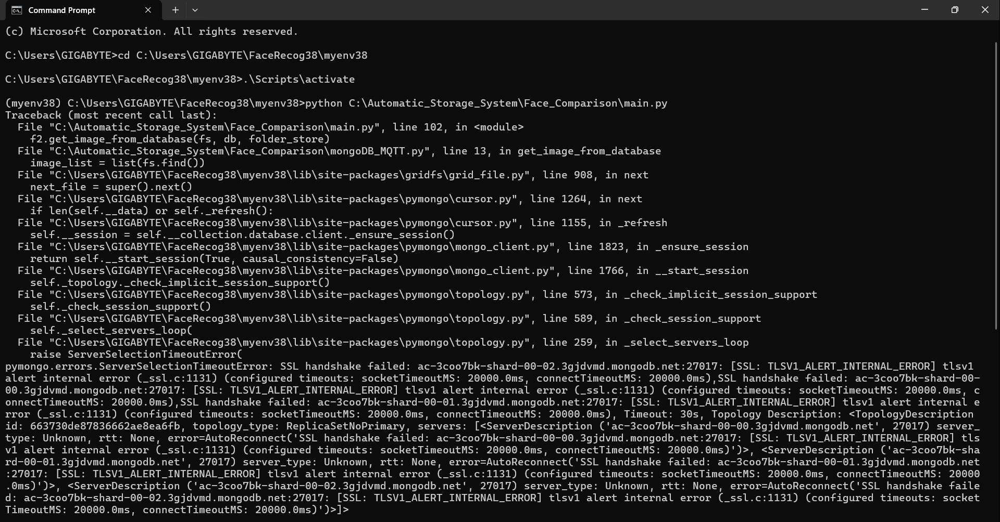 Command Prompt
(c) Microsoft Corporation. All rights reserved.
C:\Users\GIGABYTE>cd C:\Users\GIGABYTE\FaceRecog38\myenv38
C:\Users\GIGABYTE\FaceRecog38\myenv38>.\Scripts\activate
(myenv38) C:\Users\GIGABYTE\FaceRecog38\myenv38>python C:\Automatic_Storage_System\Face_Comparison\main.py
Traceback (most recent call last):
  File "C:\Automatic_Storage_System\Face_Comparison\main.py", line 102, in <module>
    f2.get_image_from_database(fs, db, folder_store)
  File "C:\Automatic_Storage_System\Face_Comparison\mongoDB_MQTT.py", line 13, in get_image_from_database
    image_list = list(fs.find())
  File "C:\Users\GIGABYTE\FaceRecog38\myenv38\lib\site-packages\gridfs\grid_file.py", line 908, in next
    next_file = super().next()
  File "C:\Users\GIGABYTE\FaceRecog38\myenv38\lib\site-packages\pymongo\cursor.py", line 1264, in next
    if len(self.__data) or self._refresh():
  File "C:\Users\GIGABYTE\FaceRecog38\myenv38\lib\site-packages\pymongo\cursor.py", line 1155, in _refresh
    self.__session = self.__collection.database.client._ensure_session()
  File "C:\Users\GIGABYTE\FaceRecog38\myenv38\lib\site-packages\pymongo\mongo_client.py", line 1823, in _ensure_session
    return self.__start_session(True, causal_consistency=False)
  File "C:\Users\GIGABYTE\FaceRecog38\myenv38\lib\site-packages\pymongo\mongo_client.py", line 1766, in __start_session
    self._topology._check_implicit_session_support()
  File "C:\Users\GIGABYTE\FaceRecog38\myenv38\lib\site-packages\pymongo\topology.py", line 573, in _check_implicit_session_support
    self._check_session_support()
  File "C:\Users\GIGABYTE\FaceRecog38\myenv38\lib\site-packages\pymongo\topology.py", line 589, in _check_session_support
    self._select_servers_loop(
  File "C:\Users\GIGABYTE\FaceRecog38\myenv38\lib\site-packages\pymongo\topology.py", line 259, in _select_servers_loop
    raise ServerSelectionTimeoutError(
pymongo.errors.ServerSelectionTimeoutError: SSL handshake failed: ac-3coo7bk-shard-00-02.3gjdvmd.mongodb.net:27017: [SSL: TLSV1_ALERT_INTERNAL_ERROR] tlsv1
alert internal error (_ssl.c:1131) (configured timeouts: socketTimeoutMS: 20000.0ms, connectTimeoutMS: 20000.0ms),SSL handshake failed: ac-3coo7bk-shard-00-
00.3gjdvmd.mongodb.net:27017: [SSL: TLSV1_ALERT_INTERNAL_ERROR] tlsv1 alert internal error (_ssl.c:1131) (configured timeouts: socketTimeoutMS: 20000.0ms, c
onnectTimeoutMS: 20000.0ms),SSL handshake failed: ac-3coo7bk-shard-00-01.3gjdvmd.mongodb.net:27017: [SSL: TLSV1_ALERT_INTERNAL_ERROR] tlsv1 alert internal e
rror (_ssl.c:1131) (configured timeouts: socketTimeoutMS: 20000.0ms, connectTimeoutMS: 20000.0ms), Timeout: 30s, Topology Description: <TopologyDescription
id: 663730de87836662ae8ea6fb, topology_type: ReplicaSetNoPrimary, servers: [<ServerDescription ('ac-3coo7bk-shard-00-00.3gjdvmd.mongodb.net', 27017) server_
type: Unknown, rtt: None, error=AutoReconnect('SSL handshake failed: ac-3coo7bk-shard-00-00.3gjdvmd.mongodb.net:27017: [SSL: TLSV1_ALERT_INTERNAL_ERROR] tls
v1 alert internal error (_ssl.c:1131) (configured timeouts: socketTimeoutMS: 20000.0ms, connectTimeoutMS: 20000.0ms)')>, <ServerDescription ('ac-3coo7bk-sha
rd-00-01.3gjdvmd.mongodb.net', 27017) server_type: Unknown, rtt: None, error=AutoReconnect('SSL handshake failed: ac-3coo7bk-shard-00-01.3gjdvmd.mongodb.net
:27017: [SSL: TLSV1_ALERT_INTERNAL_ERROR] tlsv1 alert internal error (_ssl.c:1131) (configured timeouts: socketTimeoutMS: 20000.0ms, connectTimeoutMS: 20000
.0ms)')>, <ServerDescription ('ac-3coo7bk-shard-00-02.3gjdvmd.mongodb.net', 27017) server_type: Unknown, rtt: None, error=AutoReconnect('SSL handshake faile
d: ac-3coo7bk-shard-00-02.3gjdvmd.mongodb.net:27017: [SSL: TLSV1_ALERT_INTERNAL_ERROR] tlsv1 alert internal error (_ssl.c:1131) (configured timeouts: socket
TimeoutMS: 20000.0ms, connectTimeoutMS: 20000.0ms)')>]>